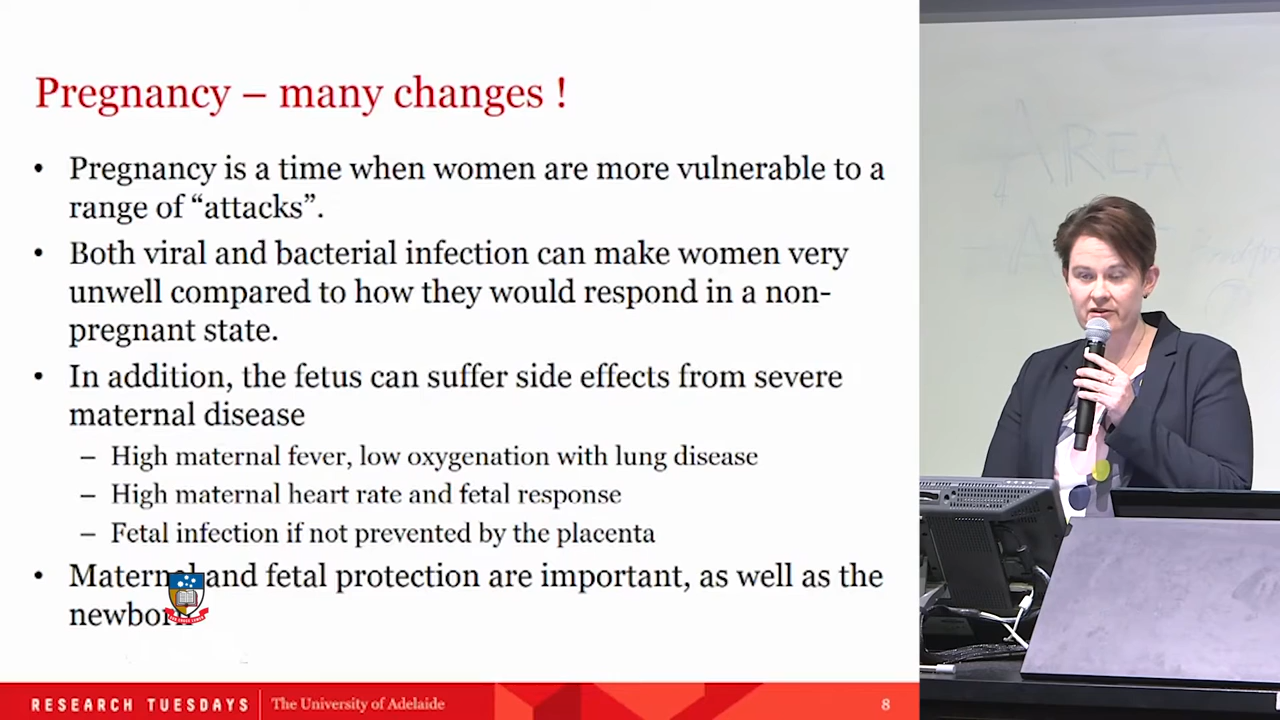 Pregnancy – many changes !
• Pregnancy is a time when women are more vulnerable to a
range of “attacks”.
• Both viral and bacterial infection can make women very
unwell compared to how they would respond in a non-
pregnant state.
• In addition, the fetus can suffer side effects from severe
maternal disease
– High maternal fever, low oxygenation with lung disease
– High maternal heart rate and fetal response
– Fetal infection if not prevented by the placenta
• Maternal and fetal protection are important, as well as the
newborn
RESEARCH TUESDAYS
The University of Adelaide
8
AREA